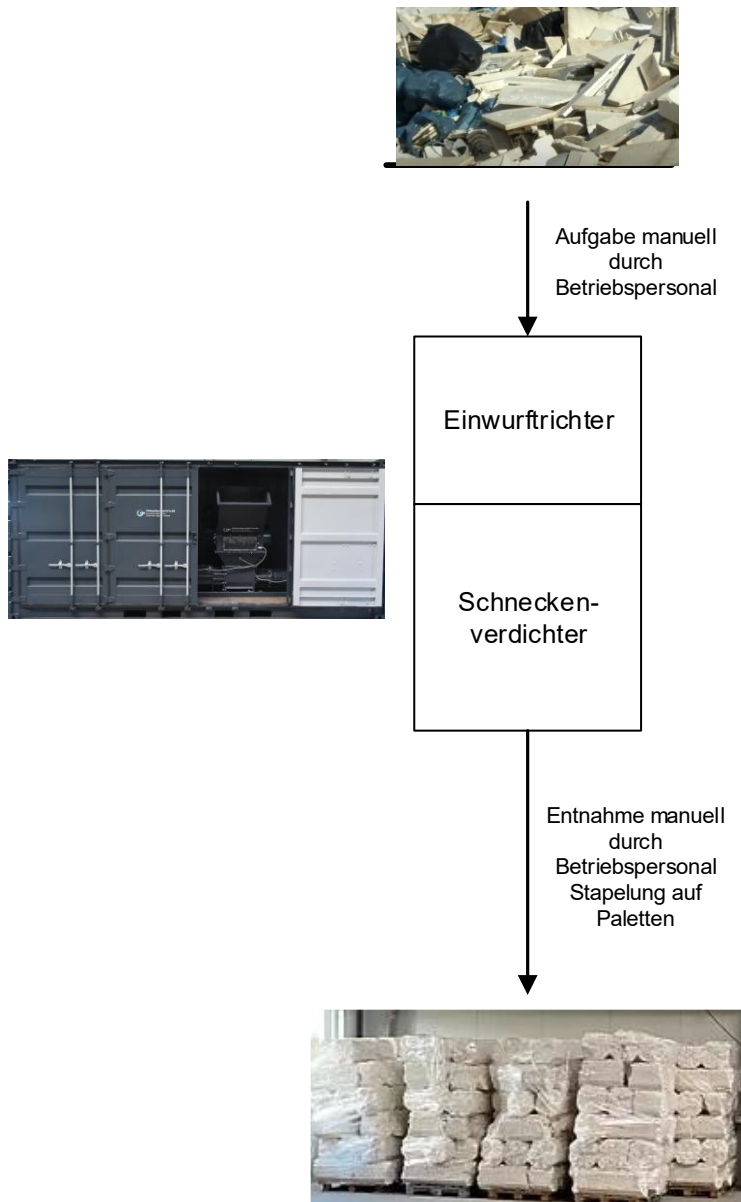 Aufgabe manuell
durch
Betriebspersonal
Einwurftrichter
Schnecken-
verdichter
Entnahme manuell
durch
Betriebspersonal
Stapelung auf
Paletten